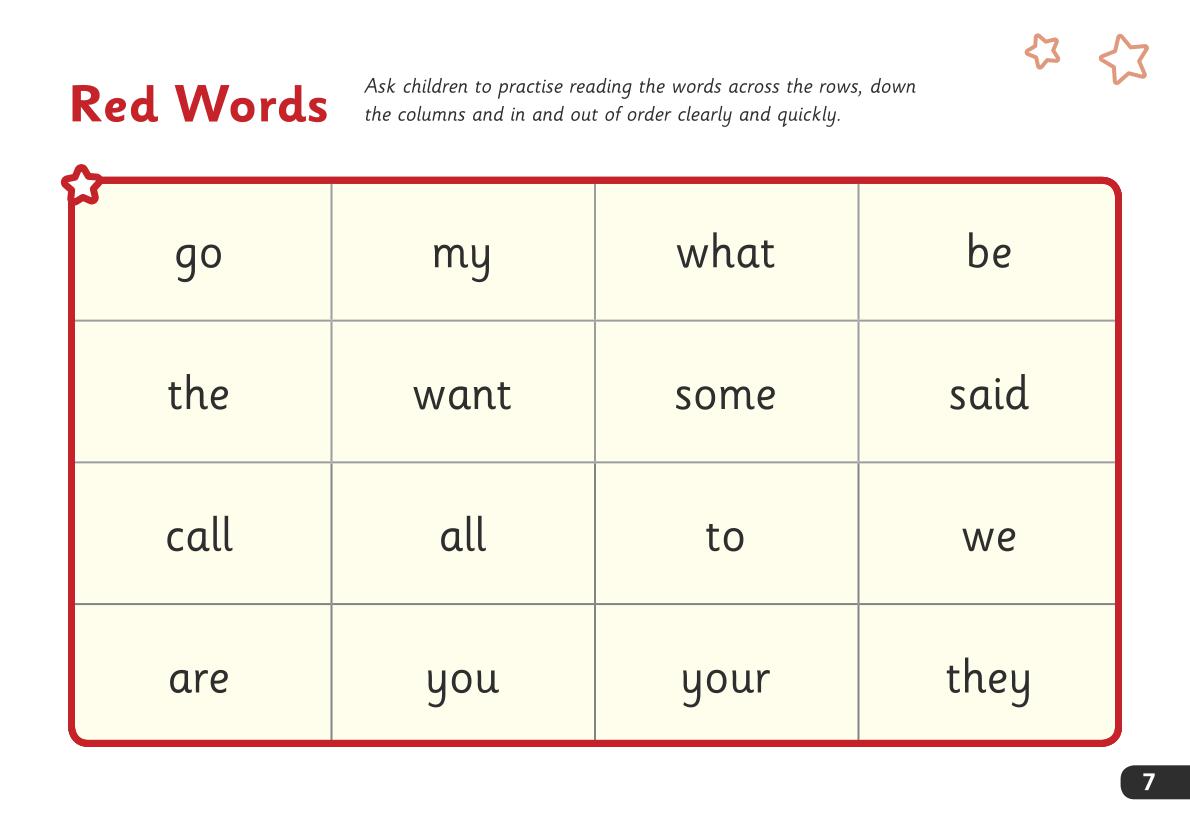 Red Words
Ask children to practise reading the words across the rows, down
the columns and in and out of order clearly and quickly.
go my what be
the want some said
call all to we
are you your they
7